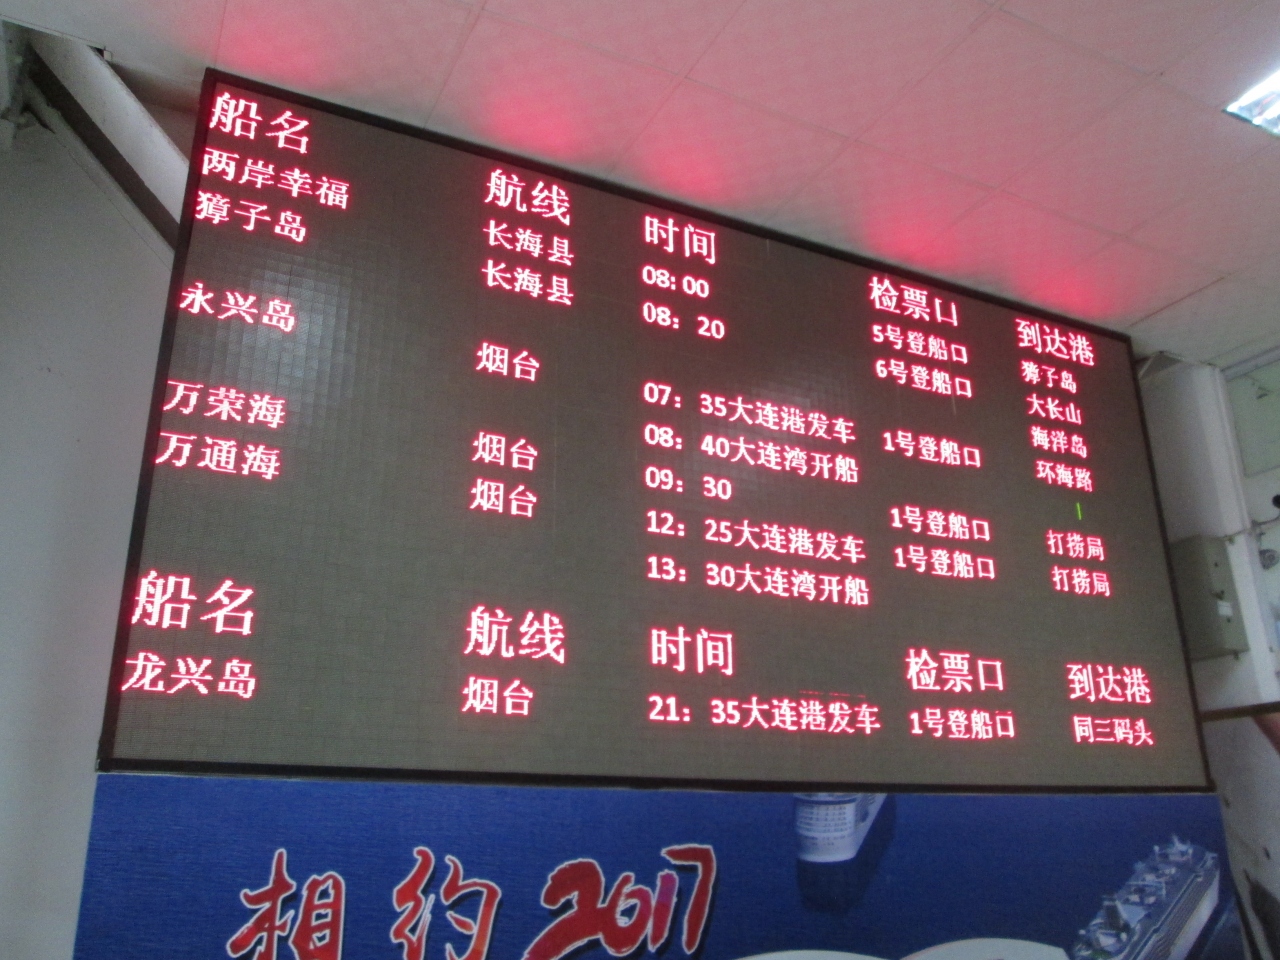 船名 航线 时间 检票口 到达港
两岸幸福 长海县 08:00 5号登船口 獐子岛
獐子岛 长海县 08：20 6号登船口 大长山
海洋岛
永兴岛 烟台 07：35大连港发车 1号登船口 环海路
08：40大连湾开船
万荣海 烟台 09：30 1号登船口 打捞局
万通海 烟台 12：25大连港发车 1号登船口 打捞局
13：30大连湾开船
船名 航线 时间 检票口 到达港
龙兴岛 烟台 21：35大连港发车 1号登船口 同三码头
相约2017